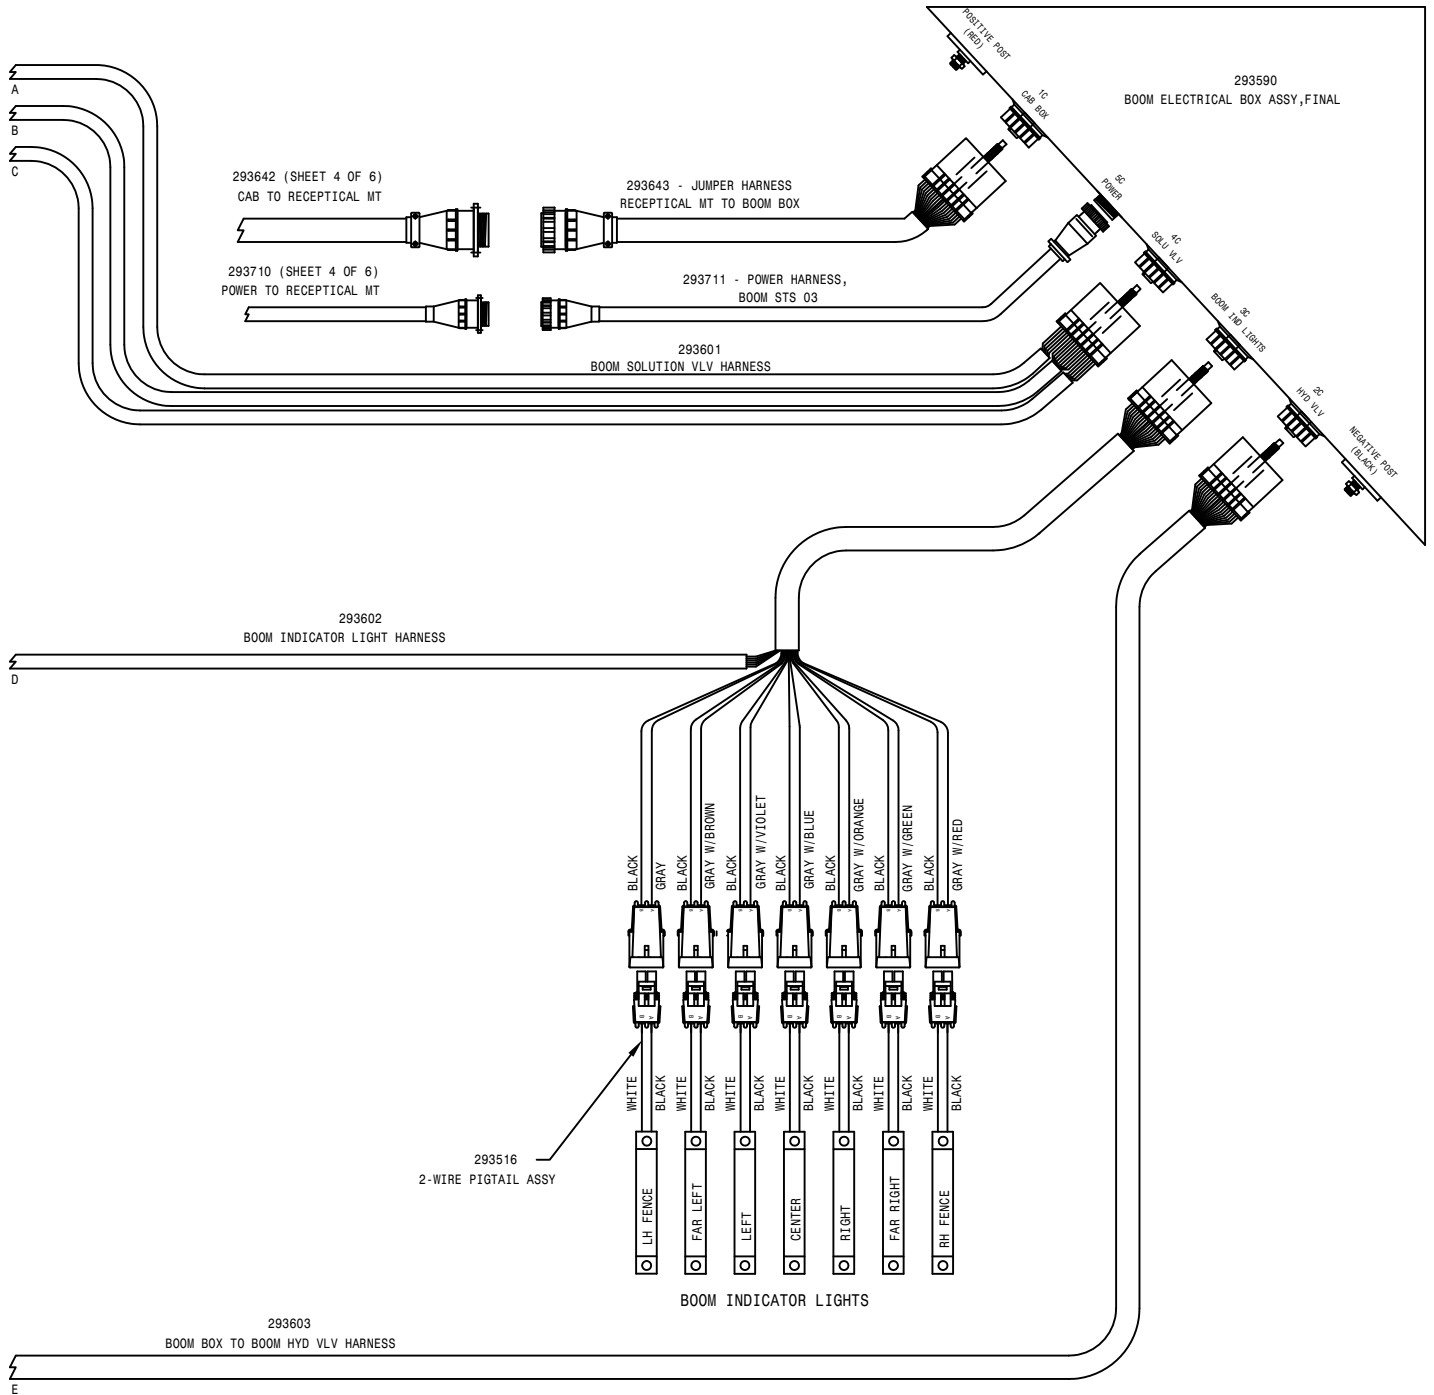 POSITIVE POST
(RED)
293590
BOOM ELECTRICAL BOX ASSY,FINAL
1C
CAB BOX
A
B
C
293642 (SHEET 4 OF 6)
CAB TO RECEPTICAL MT
293643 - JUMPER HARNESS
RECEPTICAL MT TO BOOM BOX
5C
POWER
4C
SOLU VLV
293710 (SHEET 4 OF 6)
POWER TO RECEPTICAL MT
293711 - POWER HARNESS,
BOOM STS 03
3C
BOOM IND LIGHTS
293601
BOOM SOLUTION VLV HARNESS
2C
HYD VLV
NEGATIVE POST
(BLACK)
293602
BOOM INDICATOR LIGHT HARNESS
D
BLACK
GRAY
BLACK
GRAY W/BROWN
BLACK
GRAY W/VIOLET
BLACK
GRAY W/BLUE
BLACK
GRAY W/ORANGE
BLACK
GRAY W/GREEN
BLACK
GRAY W/RED
B A
B A
B A
B A
B A
B A
B A
B A
B A
B A
B A
B A
B A
B A
WHITE
BLACK
WHITE
BLACK
WHITE
BLACK
WHITE
BLACK
WHITE
BLACK
WHITE
BLACK
WHITE
BLACK
293516
2-WIRE PIGTAIL ASSY
LH FENCE
FAR LEFT
LEFT
CENTER
RIGHT
FAR RIGHT
RH FENCE
BOOM INDICATOR LIGHTS
293603
BOOM BOX TO BOOM HYD VLV HARNESS
E